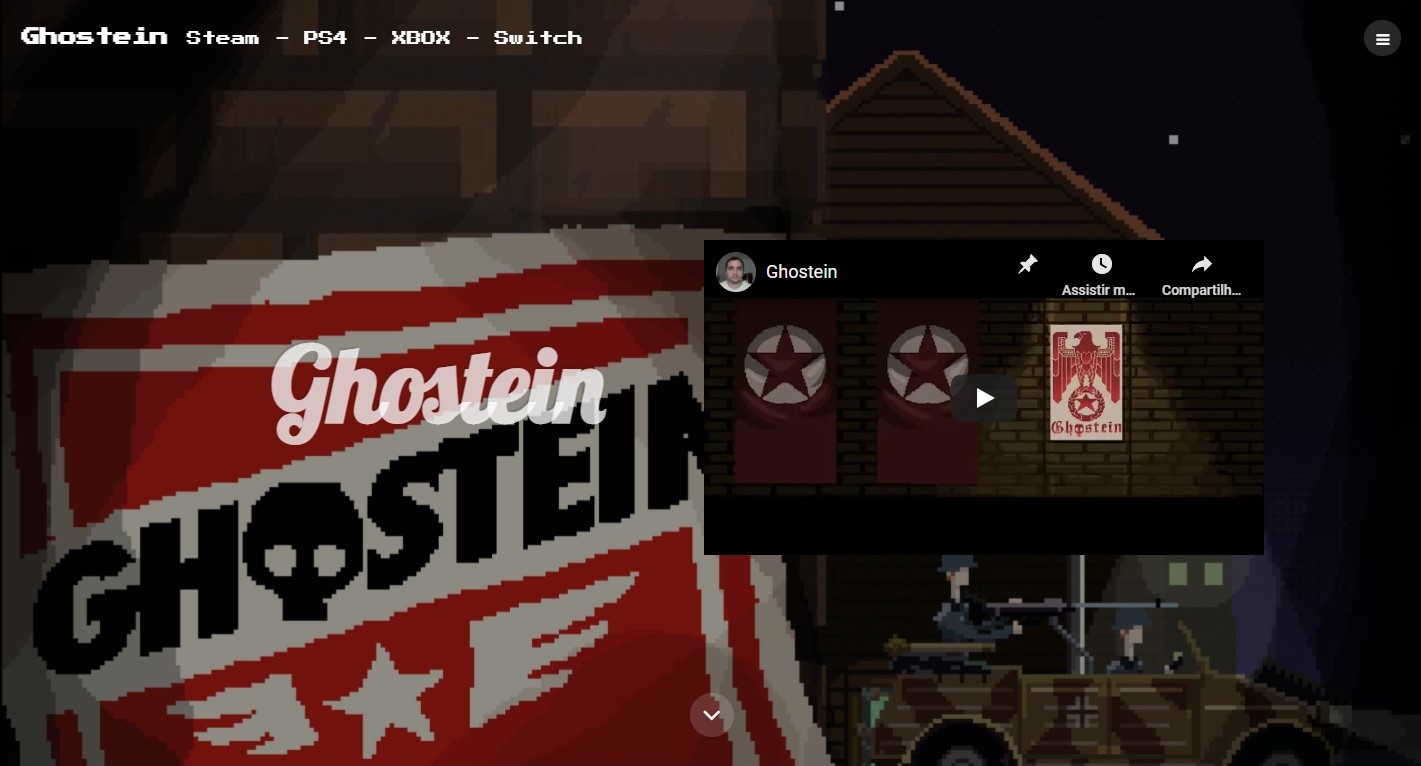 Ghostein Steam - PS4 - XBOX - Switch
Ghostein
Assistir m...
Compartilh...
Ghostein
Ghostein
GHOSTEIN